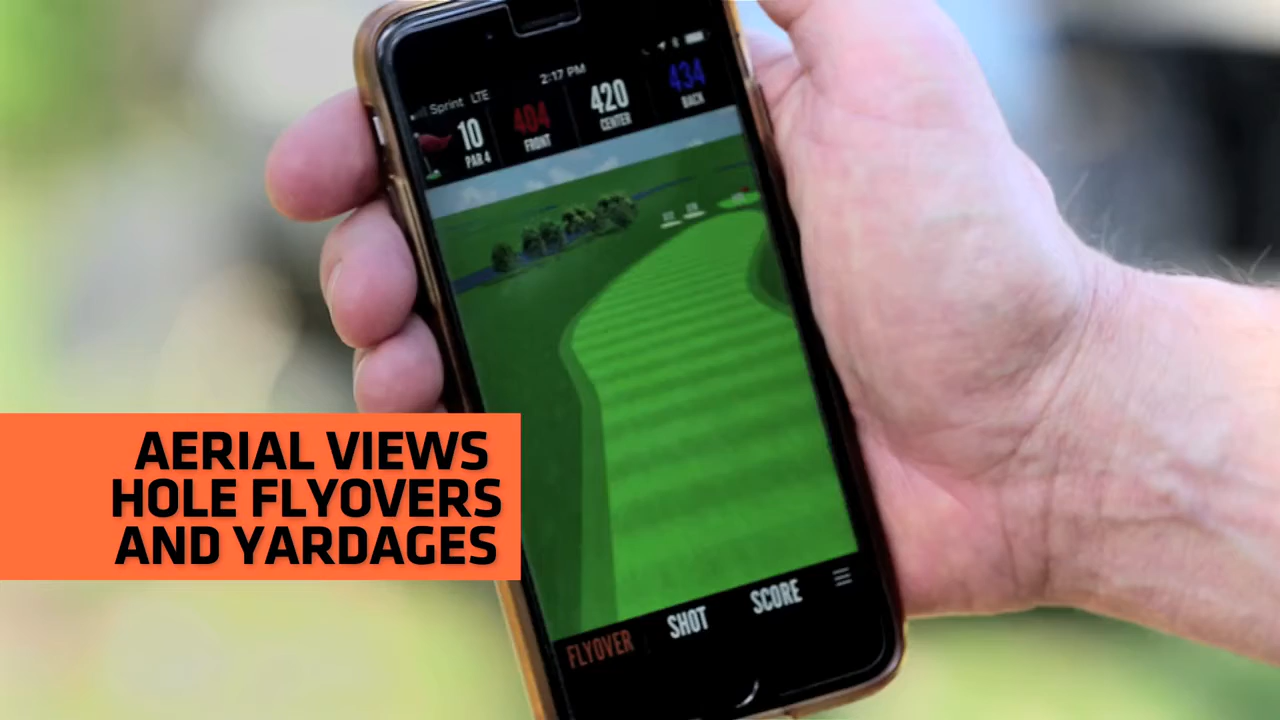 2:17 PM
Sprint LTE
10
PAR 4
404
FRONT
420
CENTER
434
BACK
AERIAL VIEWS
HOLE FLYOVERS
AND YARDAGES
FLYOVER
SHOT
SCORE